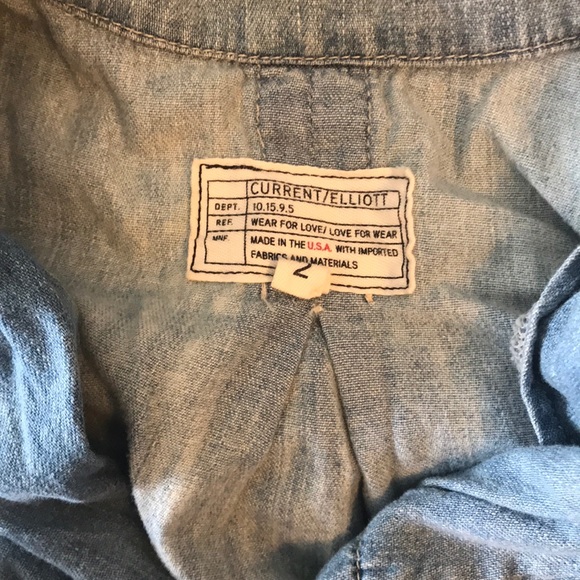 CURRENT/ELLIOTT
DEPT. 10.15.9.5
REF. WEAR FOR LOVE/ LOVE FOR WEAR
MNF. MADE IN THE U.S.A. WITH IMPORTED
FABRICS AND MATERIALS
2